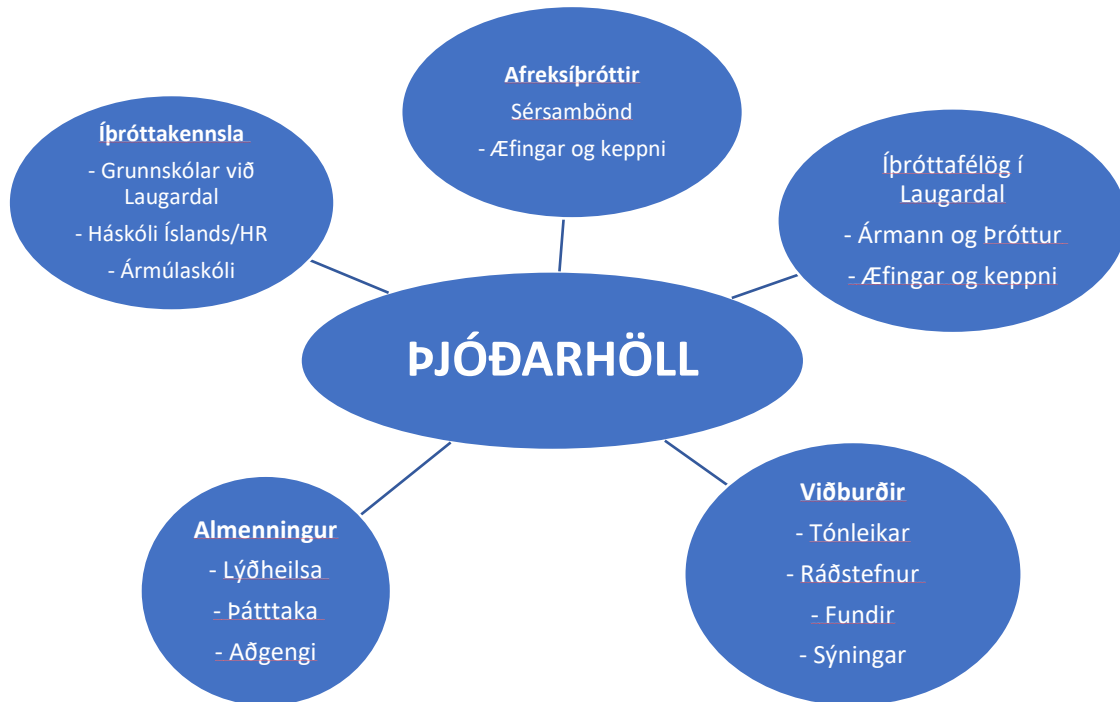 Afreksíþróttir
Sérsambönd
- Æfingar og keppni
Íþróttakennsla
- Grunnskólar við
Laugardal
- Háskóli Íslands/HR
- Ármúlaskóli
Íþróttafélög í
Laugardal
- Ármann og Þróttur
- Æfingar og keppni
ÞJÓÐARHÖLL
Almenningur
- Lýðheilsa
- Þátttaka
- Aðgengi
Viðburðir
- Tónleikar
- Ráðstefnur
- Fundir
- Sýningar